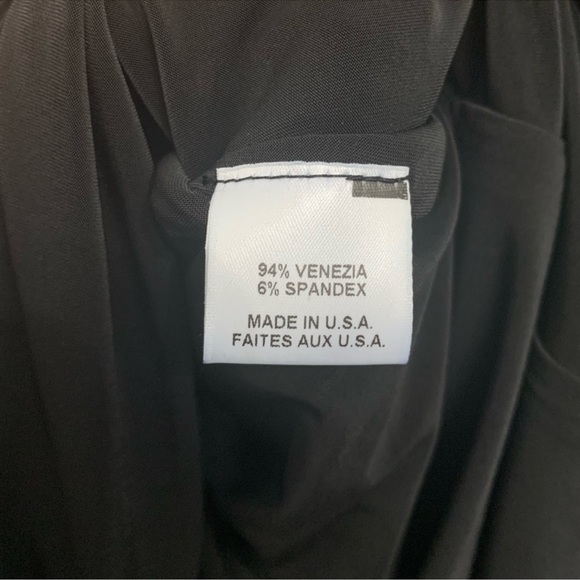 94% VENEZIA
6% SPANDEX
MADE IN U.S.A.
FAITES AUX U.S.A.